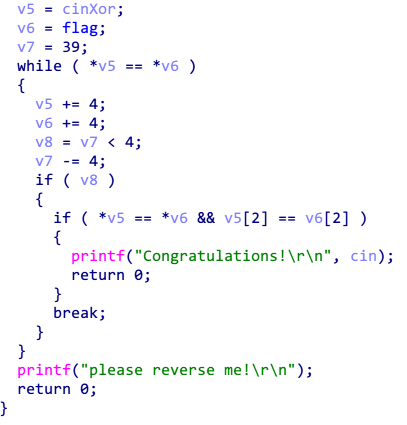 v5 = cinXor;
v6 = flag;
v7 = 39;
while ( *v5 == *v6 )
{
v5 += 4;
v6 += 4;
v8 = v7 < 4;
v7 -= 4;
if ( v8 )
{
if ( *v5 == *v6 && v5[2] == v6[2] )
{
printf("Congratulations!\r\n", cin);
return 0;
}
break;
}
}
printf("please reverse me!\r\n");
return 0;
}